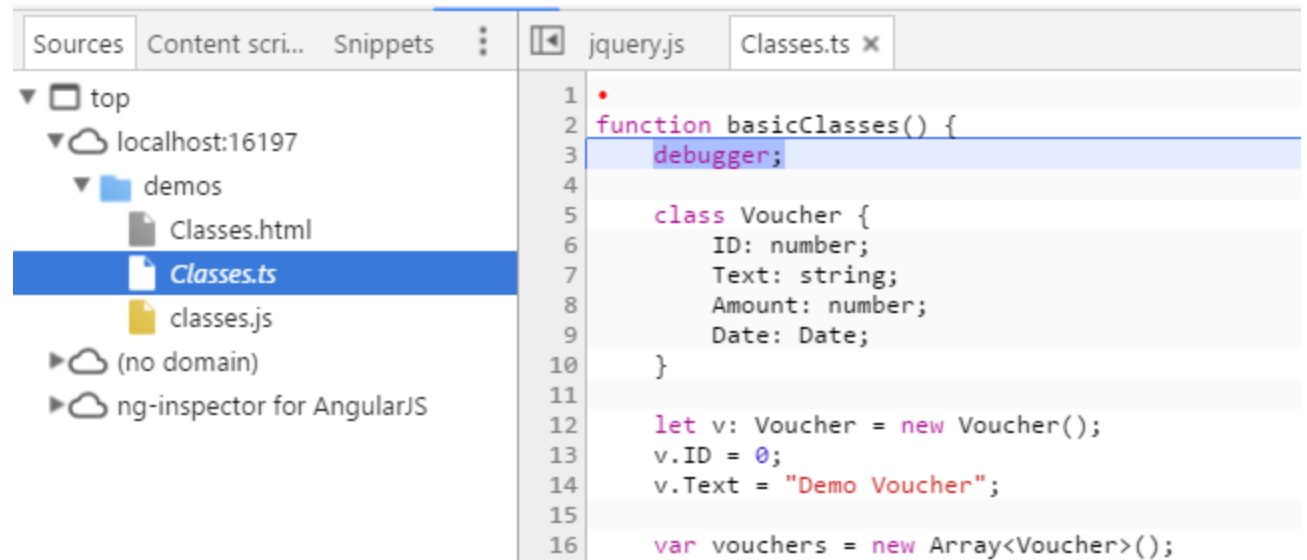 Sources Content scri... Snippets
top
localhost:16197
demos
Classes.html
Classes.ts
classes.js
(no domain)
ng-inspector for AngularJS
jquery.js Classes.ts ×
1 •
2 function basicClasses() {
3     debugger;
4
5     class Voucher {
6         ID: number;
7         Text: string;
8         Amount: number;
9         Date: Date;
10     }
11
12     let v: Voucher = new Voucher();
13     v.ID = 0;
14     v.Text = "Demo Voucher";
15
16     var vouchers = new Array<Voucher>();